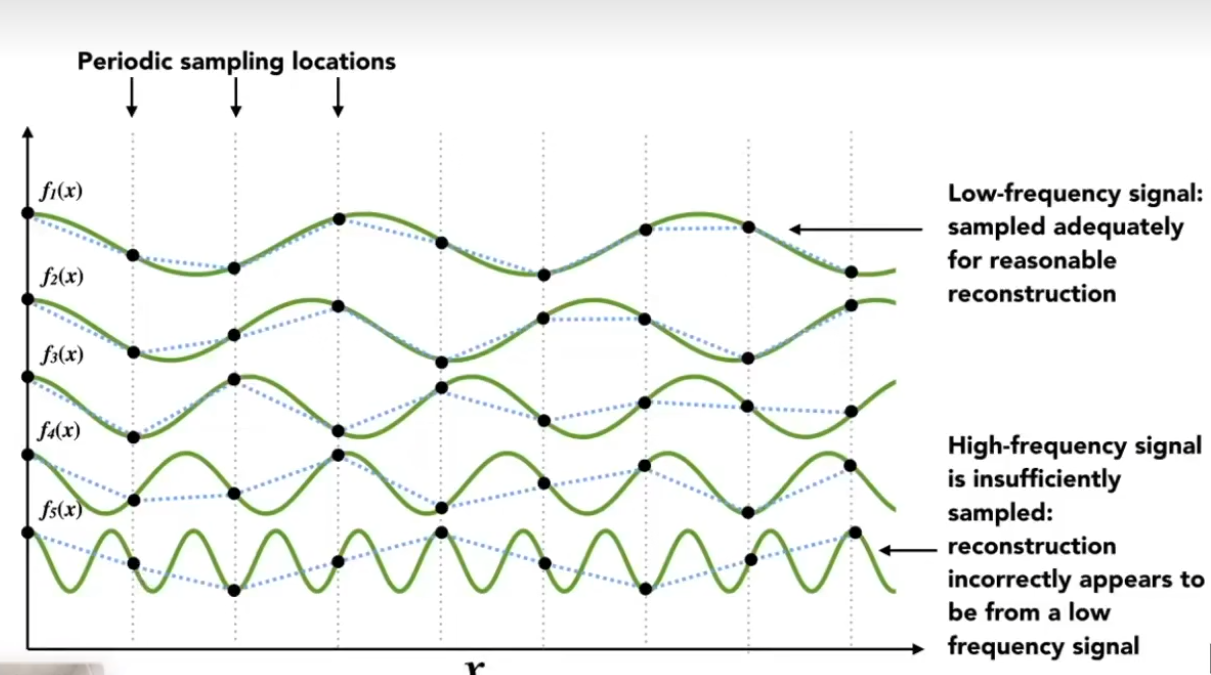 Periodic sampling locations
f1(x)
f2(x)
f3(x)
f4(x)
f5(x)
x
Low-frequency signal:
sampled adequately
for reasonable
reconstruction
High-frequency signal
is insufficiently
sampled:
reconstruction
incorrectly appears to
be from a low
frequency signal